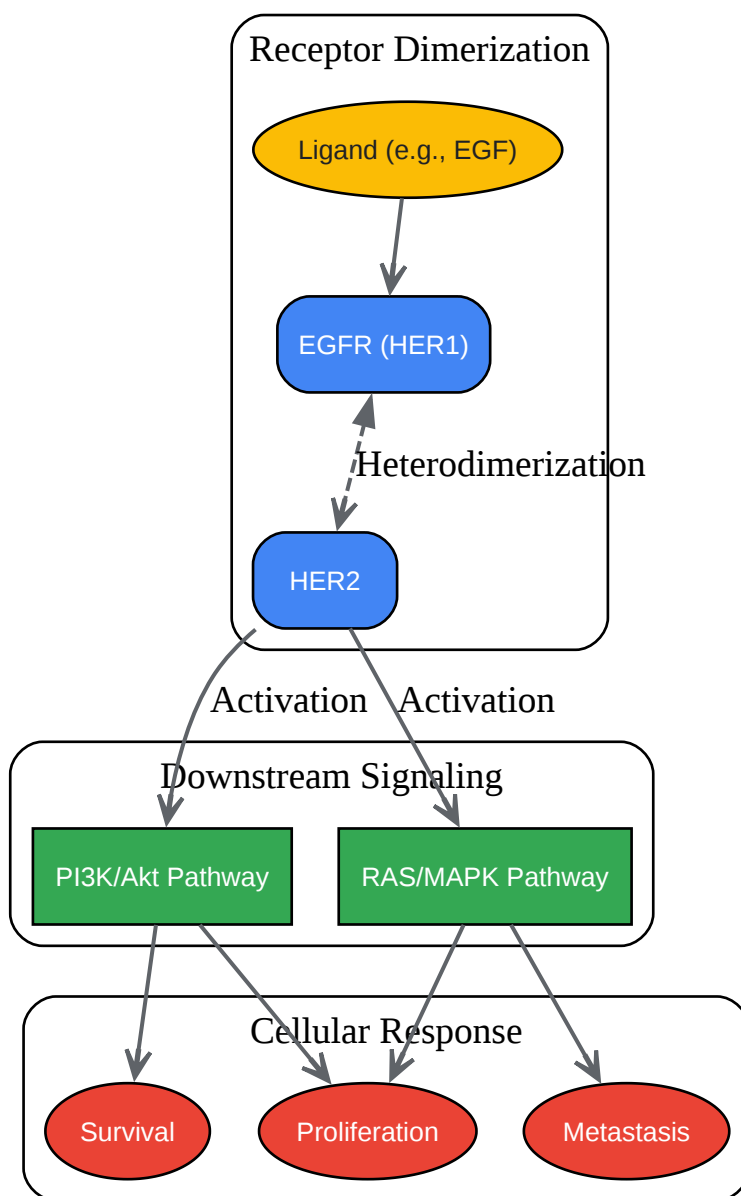 Receptor Dimerization
Ligand (e.g., EGF)
EGFR (HER1)
Heterodimerization
HER2
Activation
Activation
Downstream Signaling
PI3K/Akt Pathway
RAS/MAPK Pathway
Cellular Response
Survival
Proliferation
Metastasis